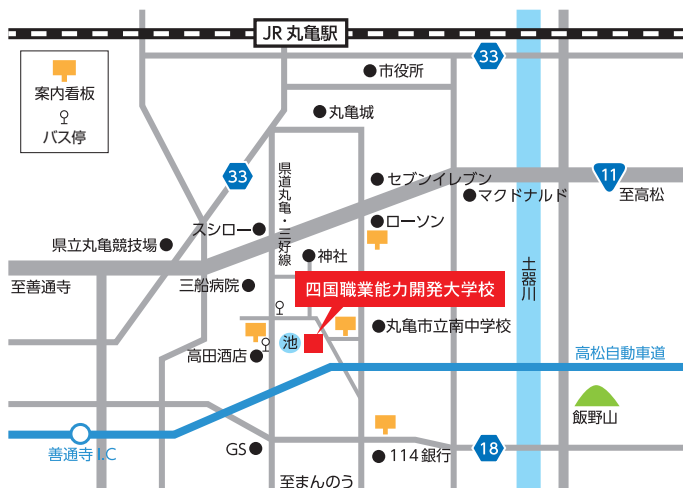 JR 丸亀駅
33
案内看板
バス停
市役所
丸亀城
33
県道丸亀・三好線
セブンイレブン
マクドナルド
11
至高松
スシロー
ローソン
県立丸亀競技場
神社
土器川
至善通寺
三船病院
四国職業能力開発大学校
丸亀市立南中学校
池
高田酒店
高松自動車道
飯野山
善通寺 I.C
GS
114銀行
18
至まんのう